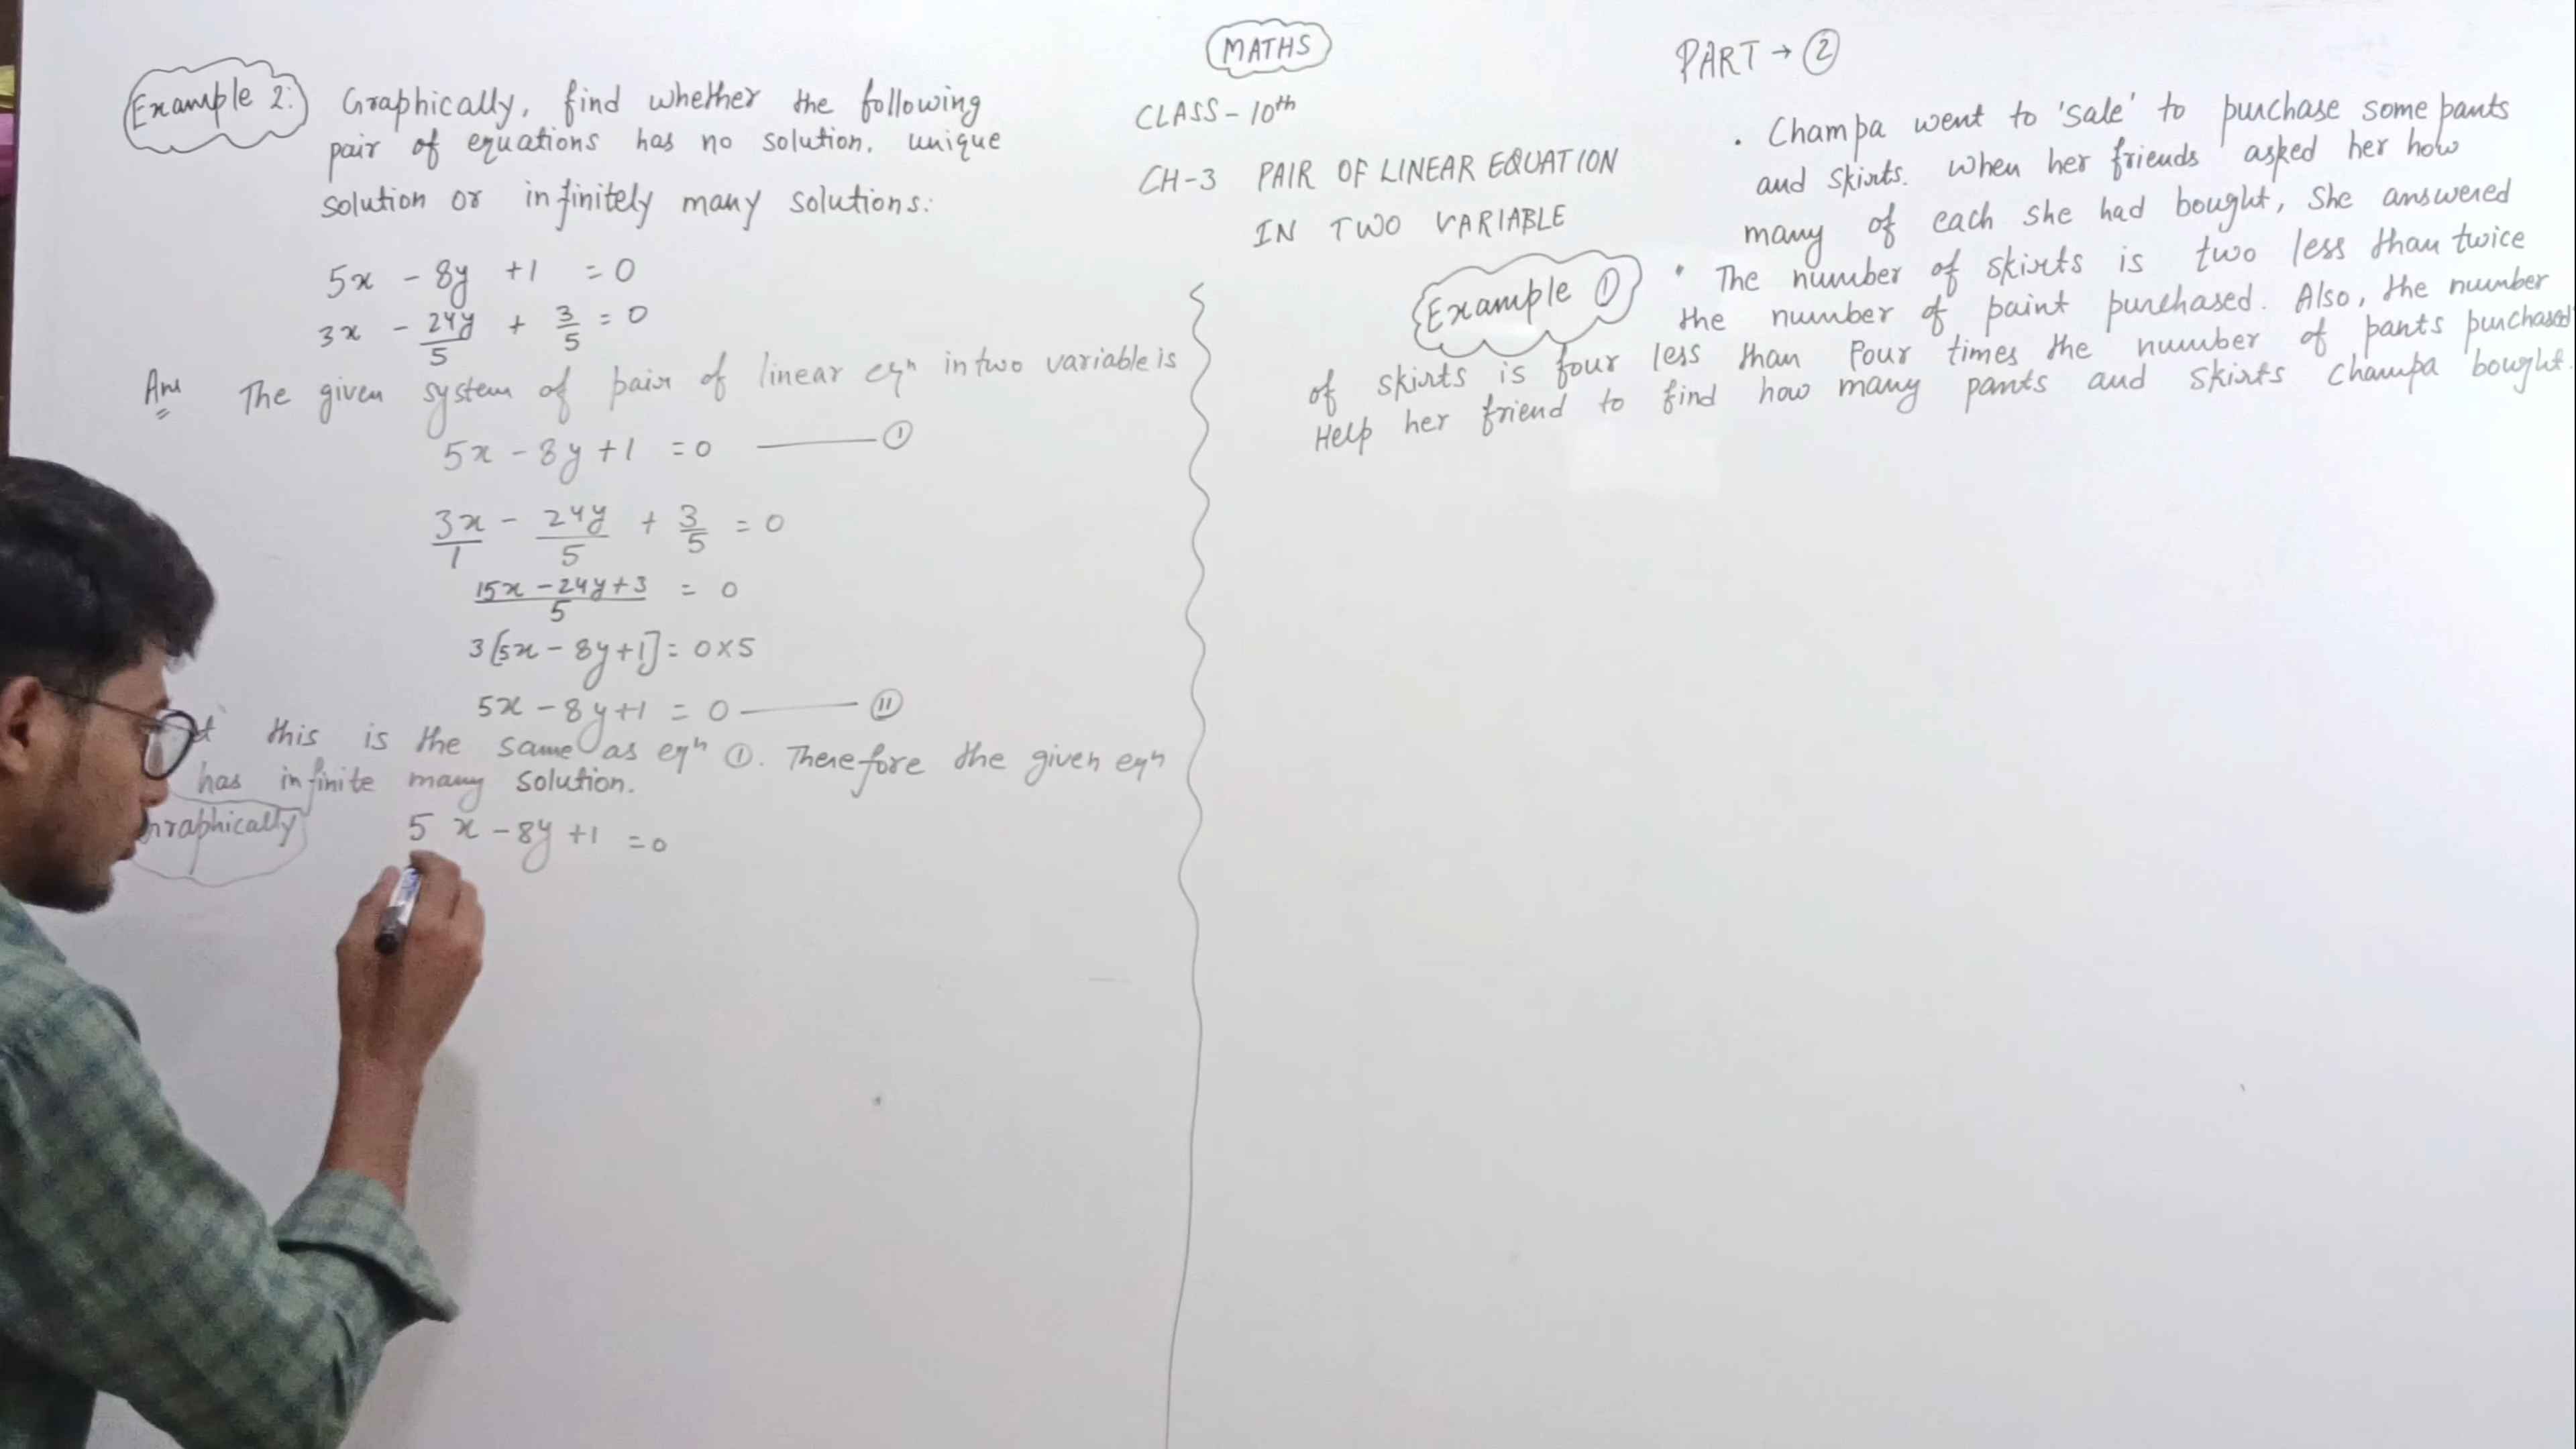 MATHS
PART → ②
CLASS - 10th
CH-3 PAIR OF LINEAR EQUATION
IN TWO VARIABLE
Example 2: Graphically, find whether the following
pair of equations has no solution, unique
solution or infinitely many solutions:
5x - 8y + 1 = 0
3x - 24y/5 + 3/5 = 0
Ans The given system of pair of linear eqⁿ in two variable is
5x - 8y + 1 = 0 ——— Ⓘ
3x/1 - 24y/5 + 3/5 = 0
15x - 24y + 3/5 = 0
3[5x - 8y + 1] = 0 × 5
5x - 8y + 1 = 0 ——— Ⓘ Ⓘ
this is the same as eqⁿ ①. Therefore the given eqⁿ
has infinite many solution.
raphically 5 x - 8y + 1 = 0
Example ①
• Champa went to 'sale' to purchase some pants
and skirts. when her friends asked her how
many of each she had bought, She answered
• The number of skirts is two less than twice
the number of paint purchased. Also, the number
of skirts is four less than Four times the number of pants purchased
Help her friend to find how many pants and skirts champa bought.